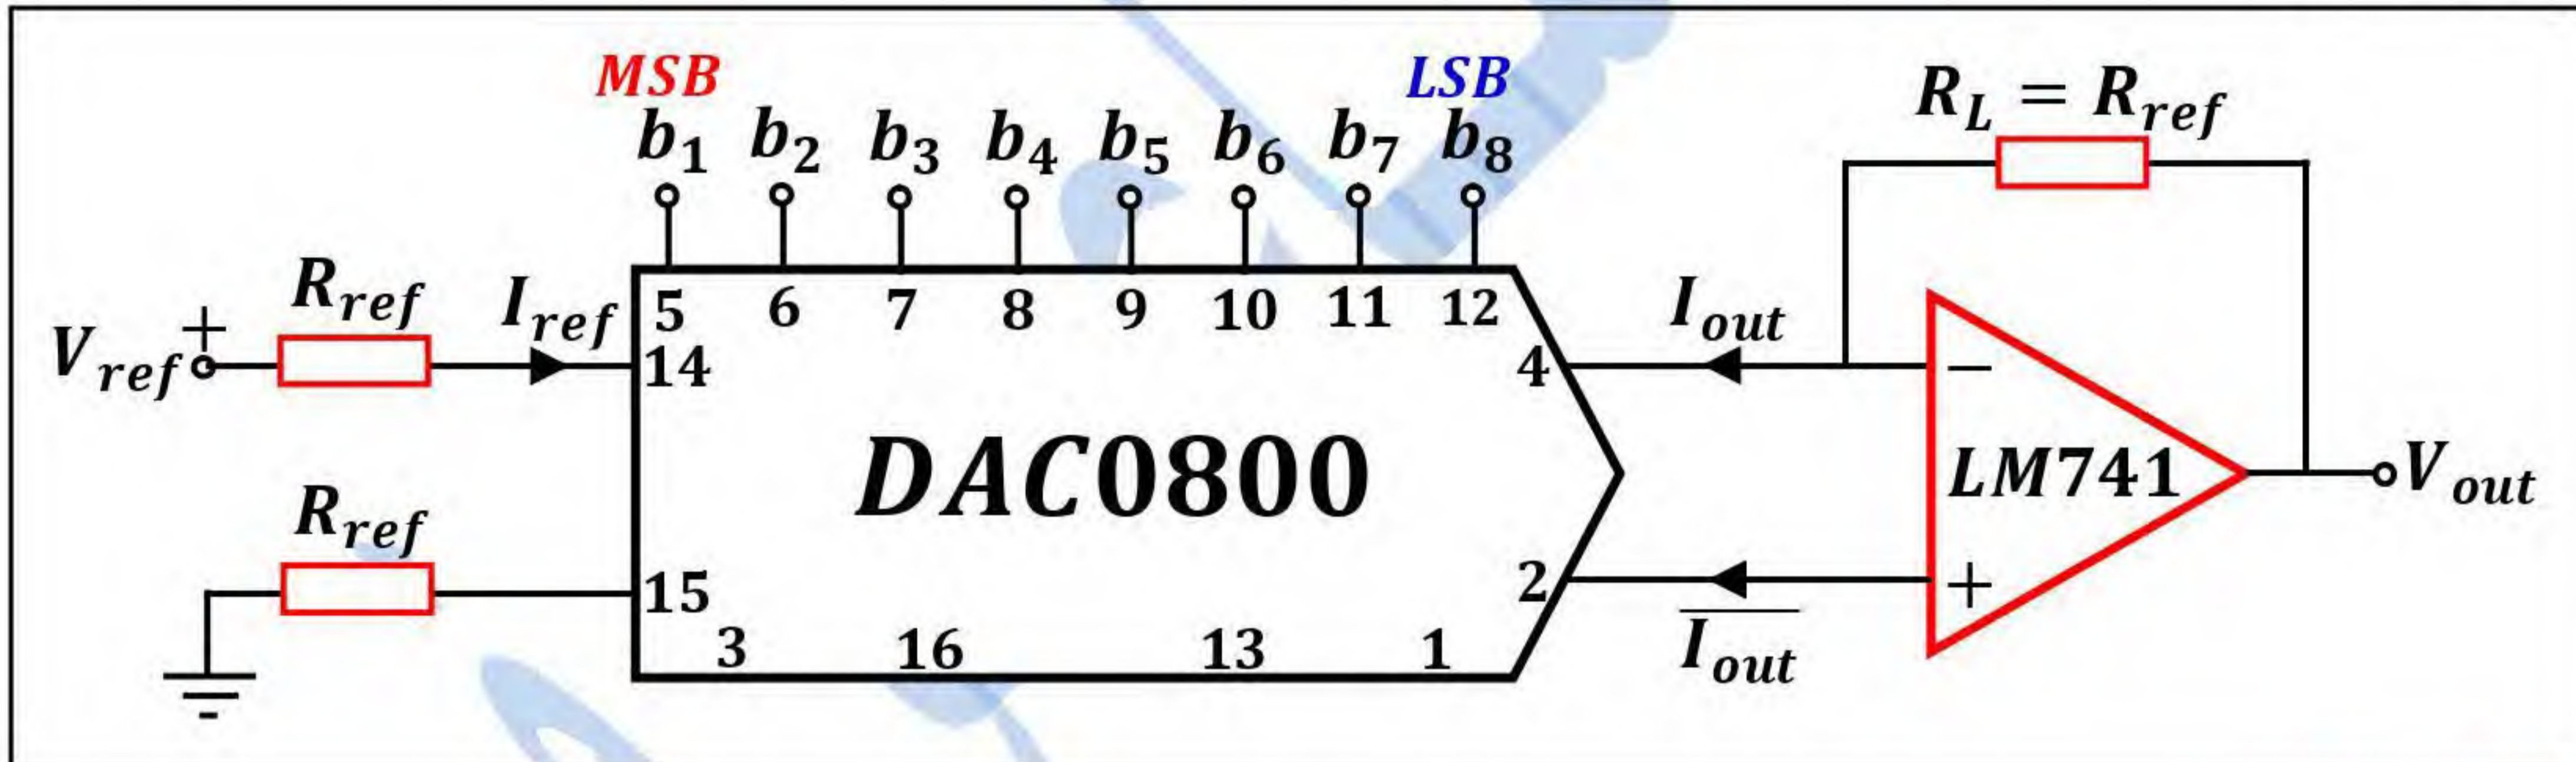 MSB LSB
b1 b2 b3 b4 b5 b6 b7 b8
RL = Rref
Rref Iref
Vref +
5 6 7 8 9 10 11 12
14
4
Iout
−
DAC0800
LM741
Vout
Rref
15
2
+
Iout
3 16 13 1